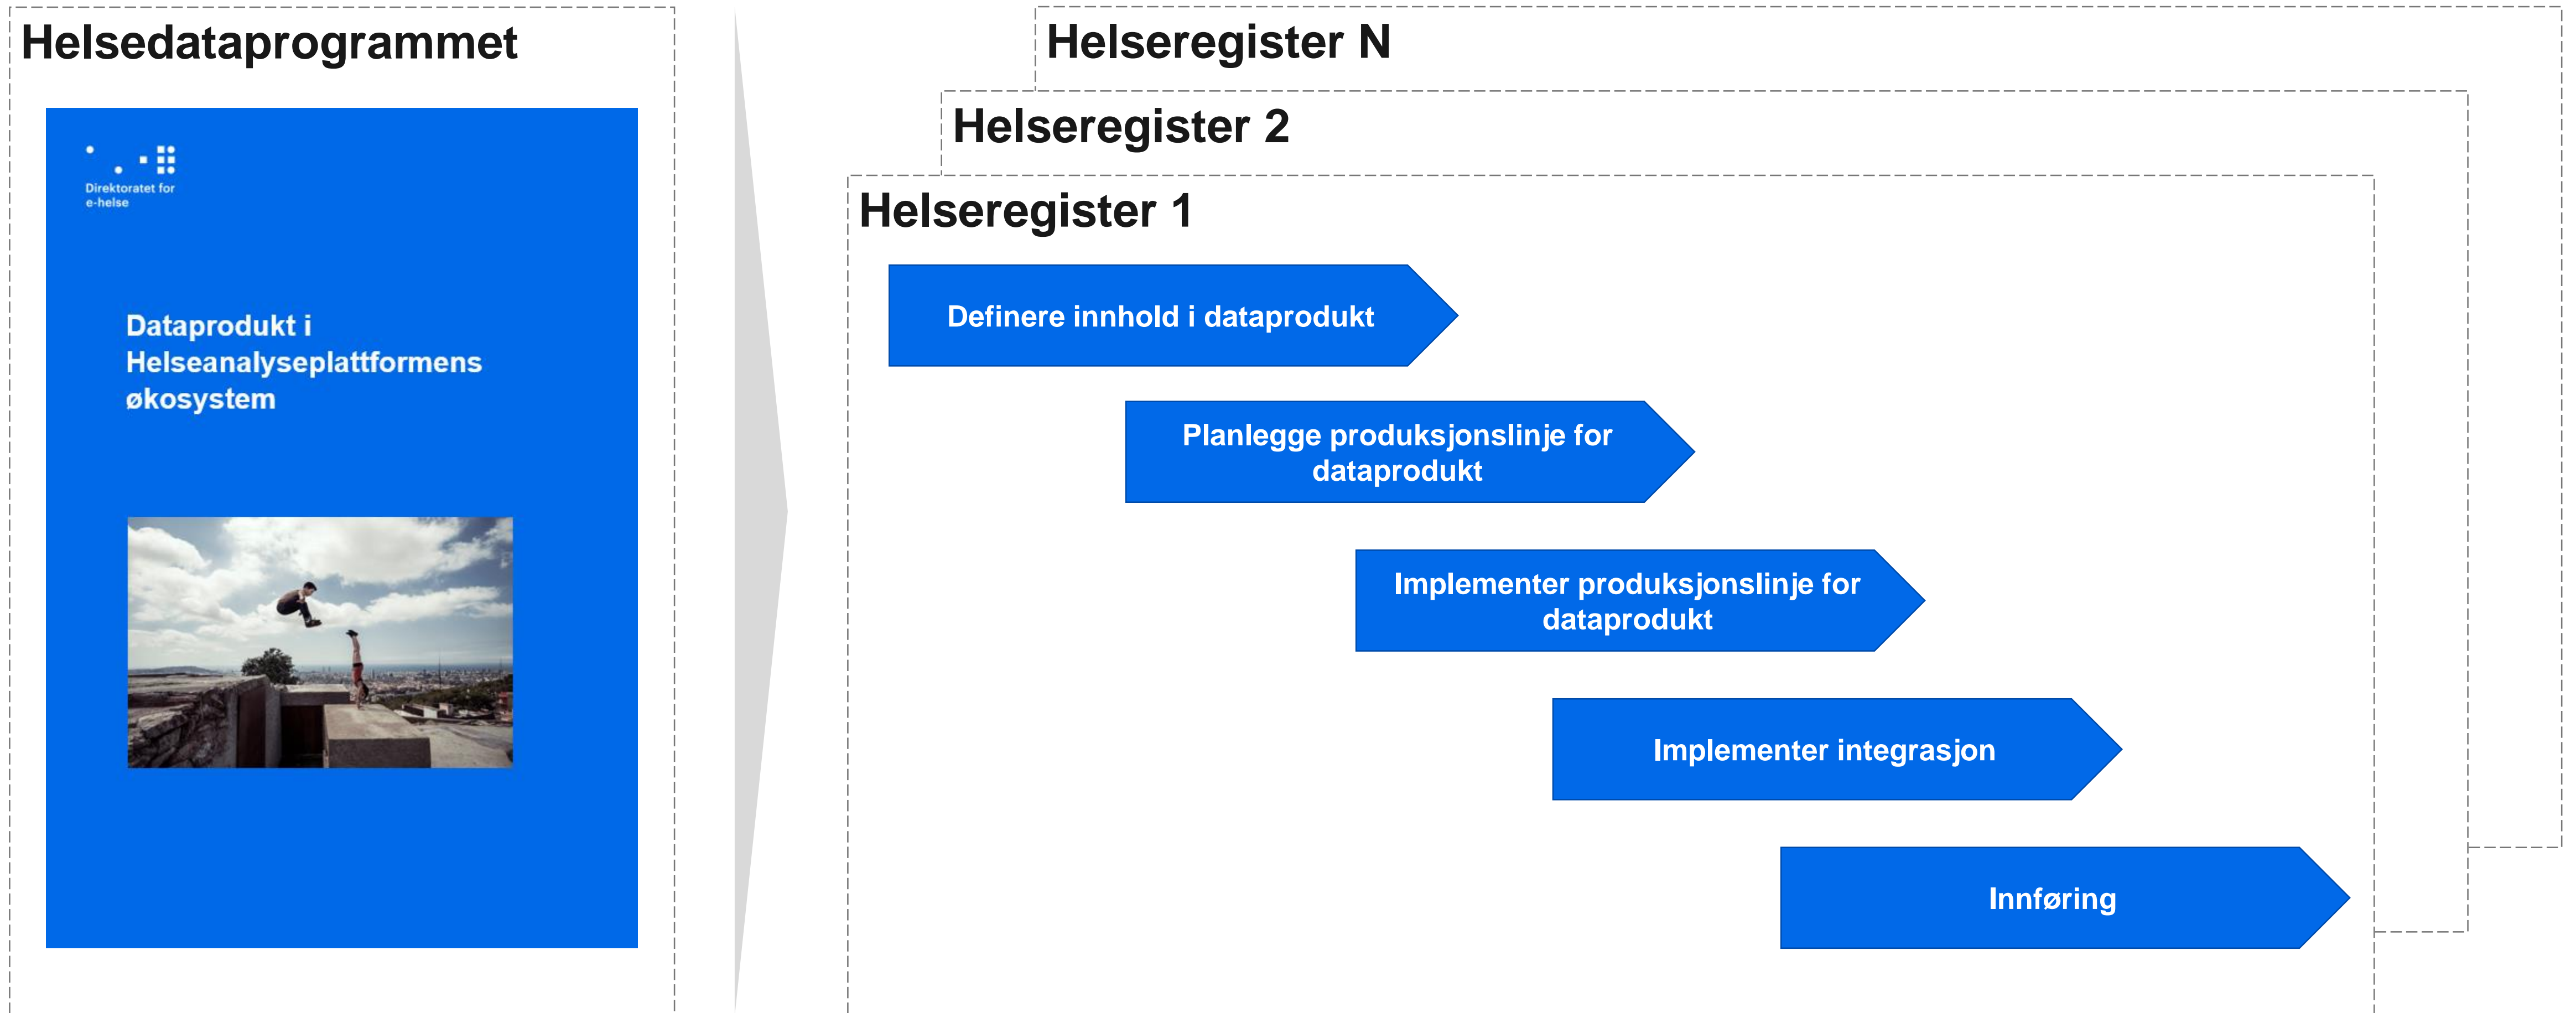 Helsedataprogrammet
Direktoratet for
e-helse
Dataprodukt i
Helseanalyseplattformens
økosystem
Helseregister N
Helseregister 2
Helseregister 1
Definere innhold i dataprodukt
Planlegge produksjonslinje for
dataprodukt
Implementer produksjonslinje for
dataprodukt
Implementer integrasjon
Innføring